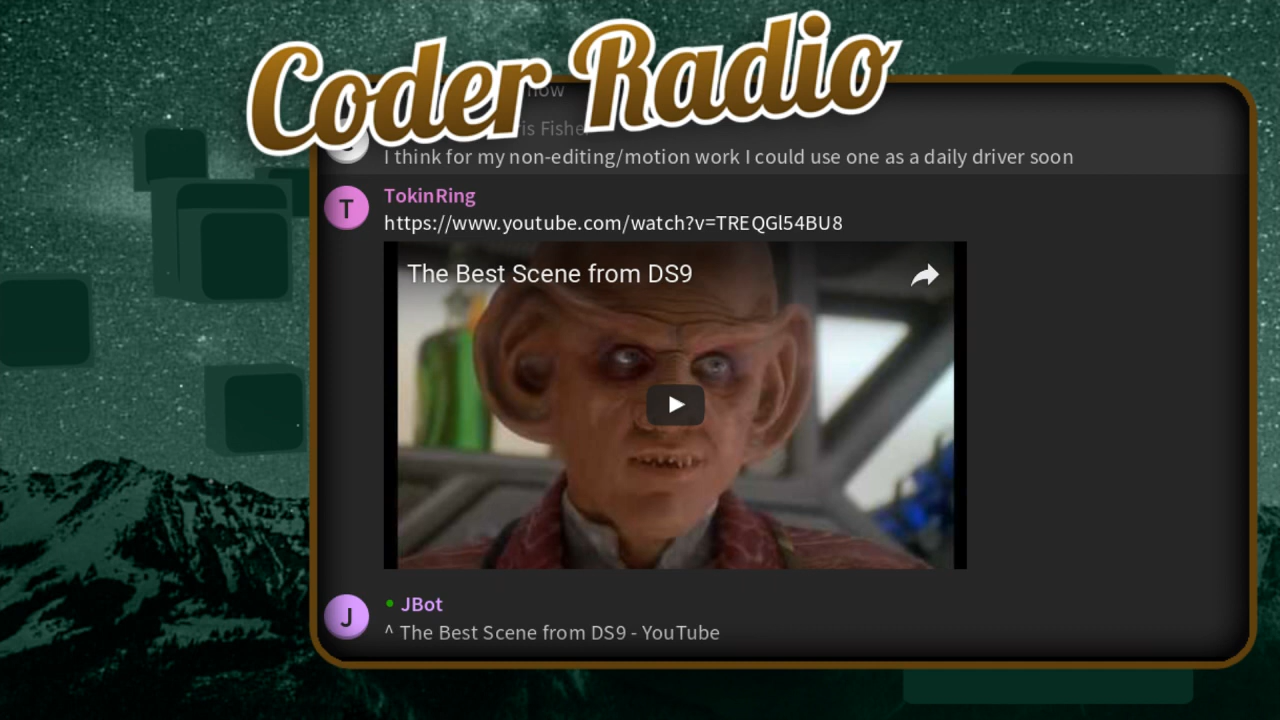 Coder Radio
I think for my non-editing/motion work I could use one as a daily driver soon
T
TokinRing
https://www.youtube.com/watch?v=TREQGl54BU8
The Best Scene from DS9
J
JBot
^ The Best Scene from DS9 - YouTube